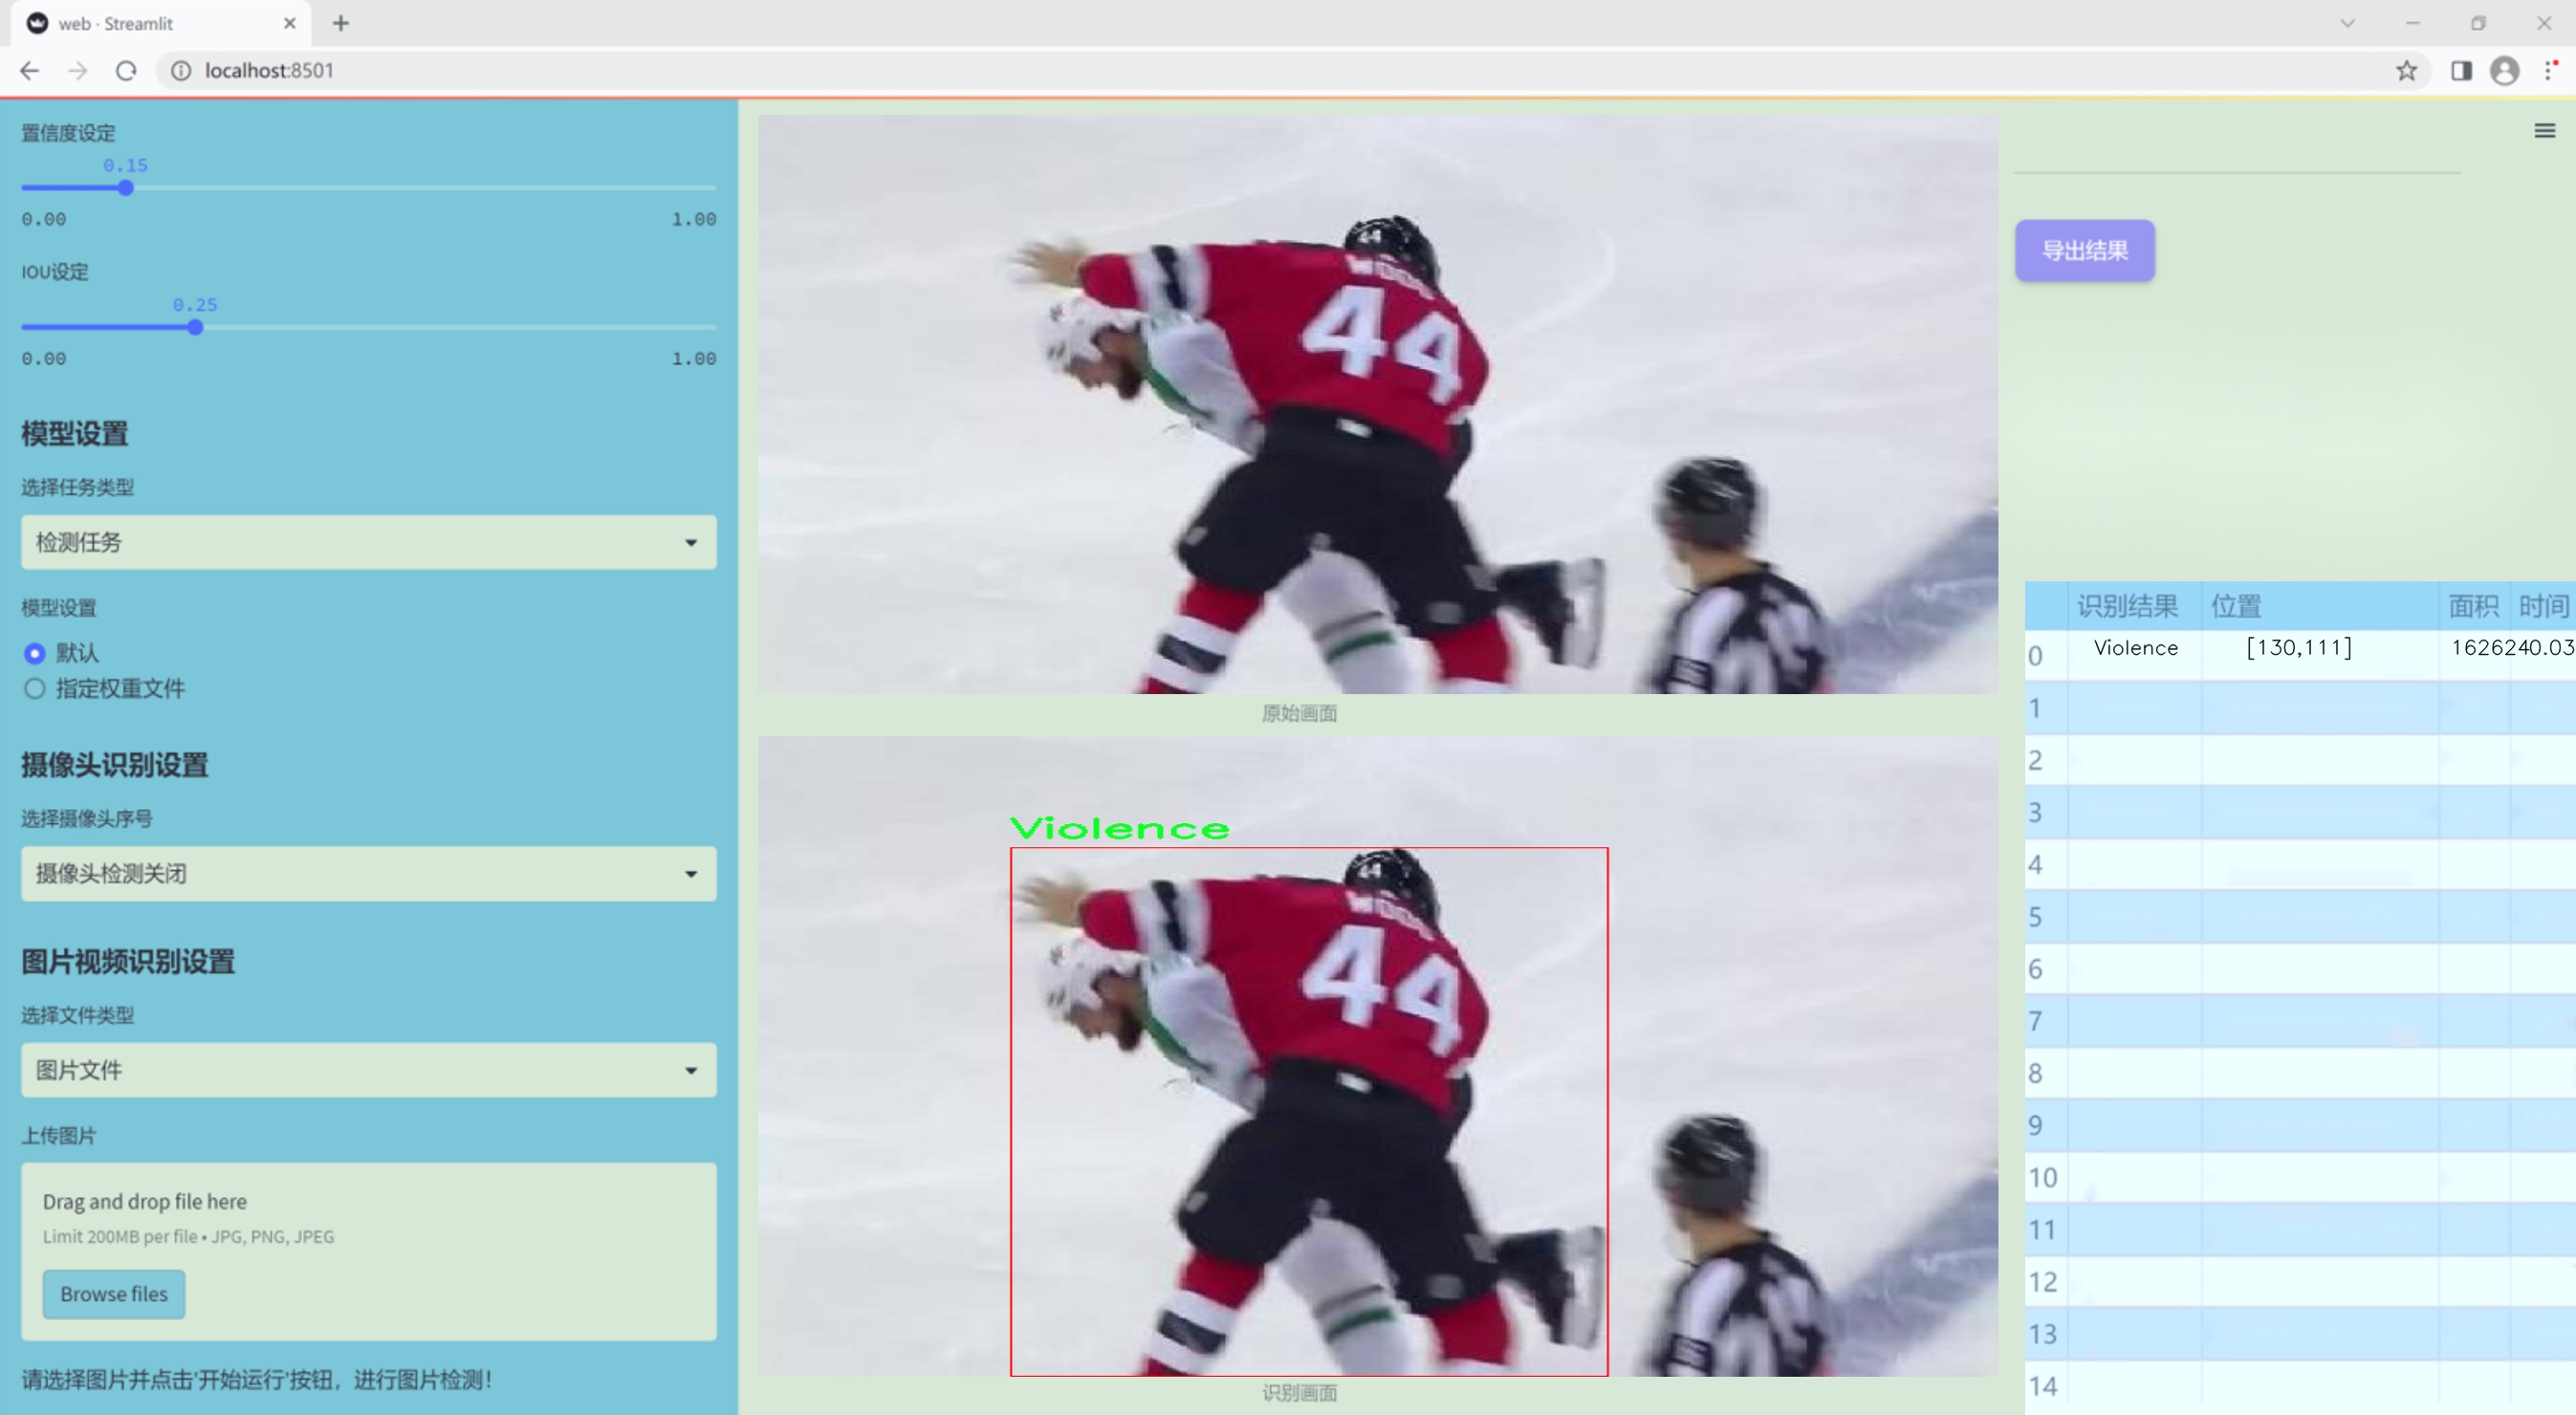 web · Streamlit
localhost:8501
置信度设定
0.15
0.00 1.00
IOU设定
0.25
0.00 1.00
模型设置
选择任务类型
检测任务
模型设置
默认
指定权重文件
摄像头识别设置
选择摄像头序号
摄像头检测关闭
图片视频识别设置
选择文件类型
图片文件
上传图片
Drag and drop file here
Limit 200MB per file • JPG, PNG, JPEG
Browse files
请选择图片并点击'开始运行'按钮，进行图片检测！
44
44
原始画面
Violence
44
44
识别画面
导出结果
识别结果 位置 面积 时间
0 Violence [130,111] 1626240.03
1
2
3
4
5
6
7
8
9
10
11
12
13
14